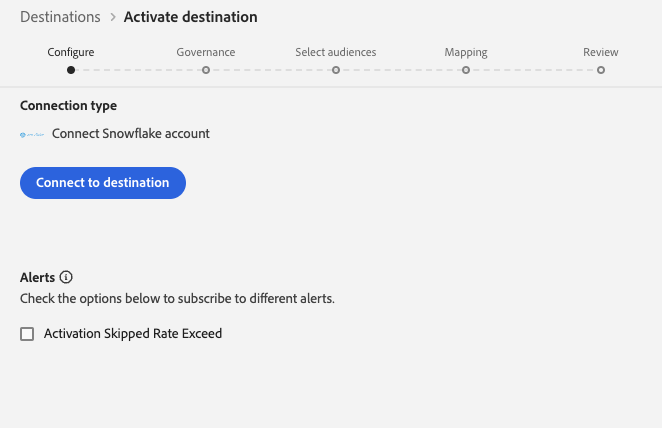 Destinations > Activate destination
Configure Governance Select audiences Mapping Review
Connection type
Connect Snowflake account
Connect to destination
Alerts
Check the options below to subscribe to different alerts.
Activation Skipped Rate Exceed